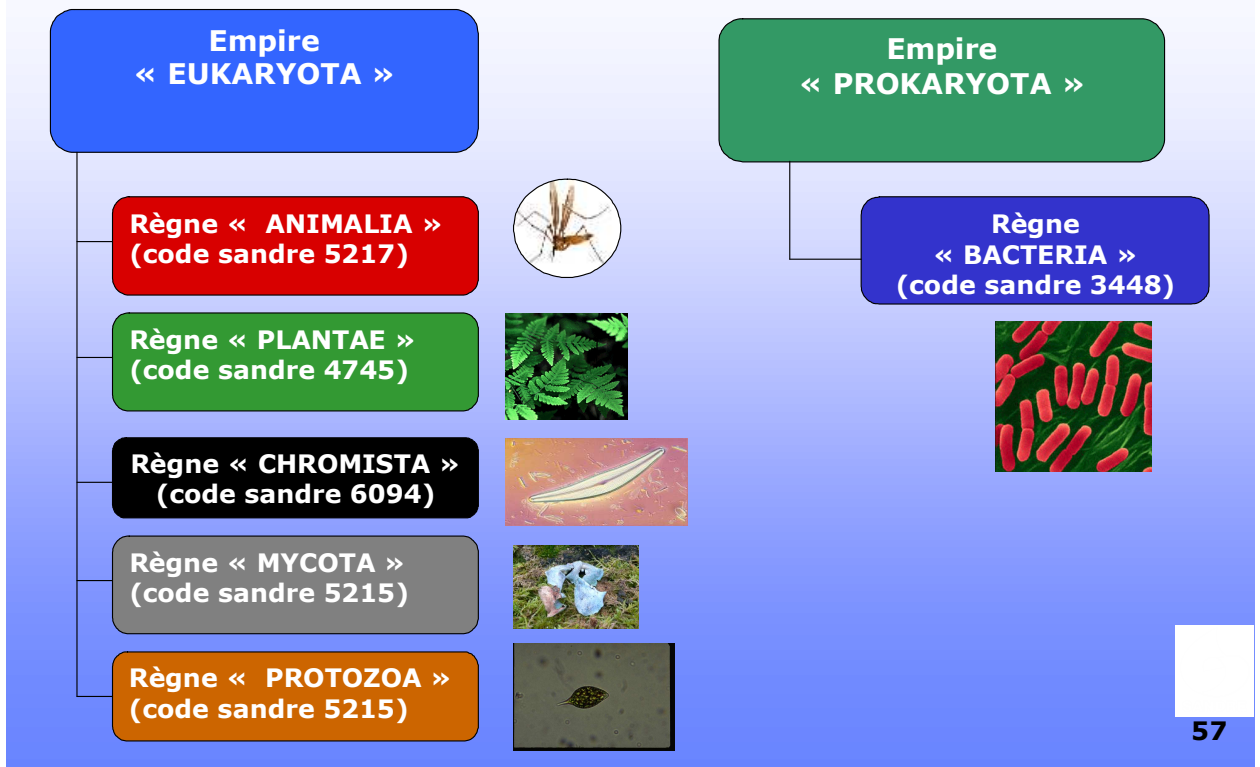 Empire
« EUKARYOTA »
Empire
« PROKARYOTA »
Règne «  ANIMALIA »
(code sandre 5217)
Règne
« BACTERIA »
(code sandre 3448)
Règne « PLANTAE »
(code sandre 4745)
Règne « CHROMISTA »
(code sandre 6094)
Règne « MYCOTA »
(code sandre 5215)
Règne «  PROTOZOA »
(code sandre 5215)
57